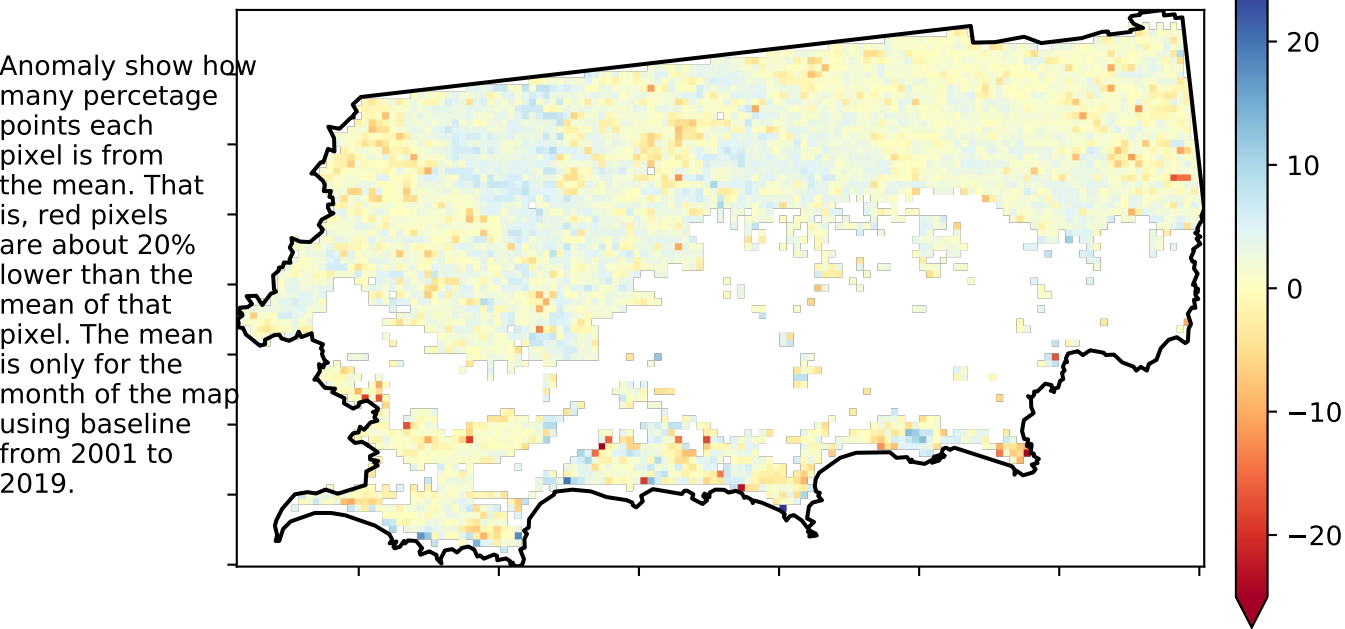 Anomaly show how
many percetage
points each
pixel is from
the mean. That
is, red pixels
are about 20%
lower than the
mean of that
pixel. The mean
is only for the
month of the map
using baseline
from 2001 to
2019.
20
10
0
−10
−20